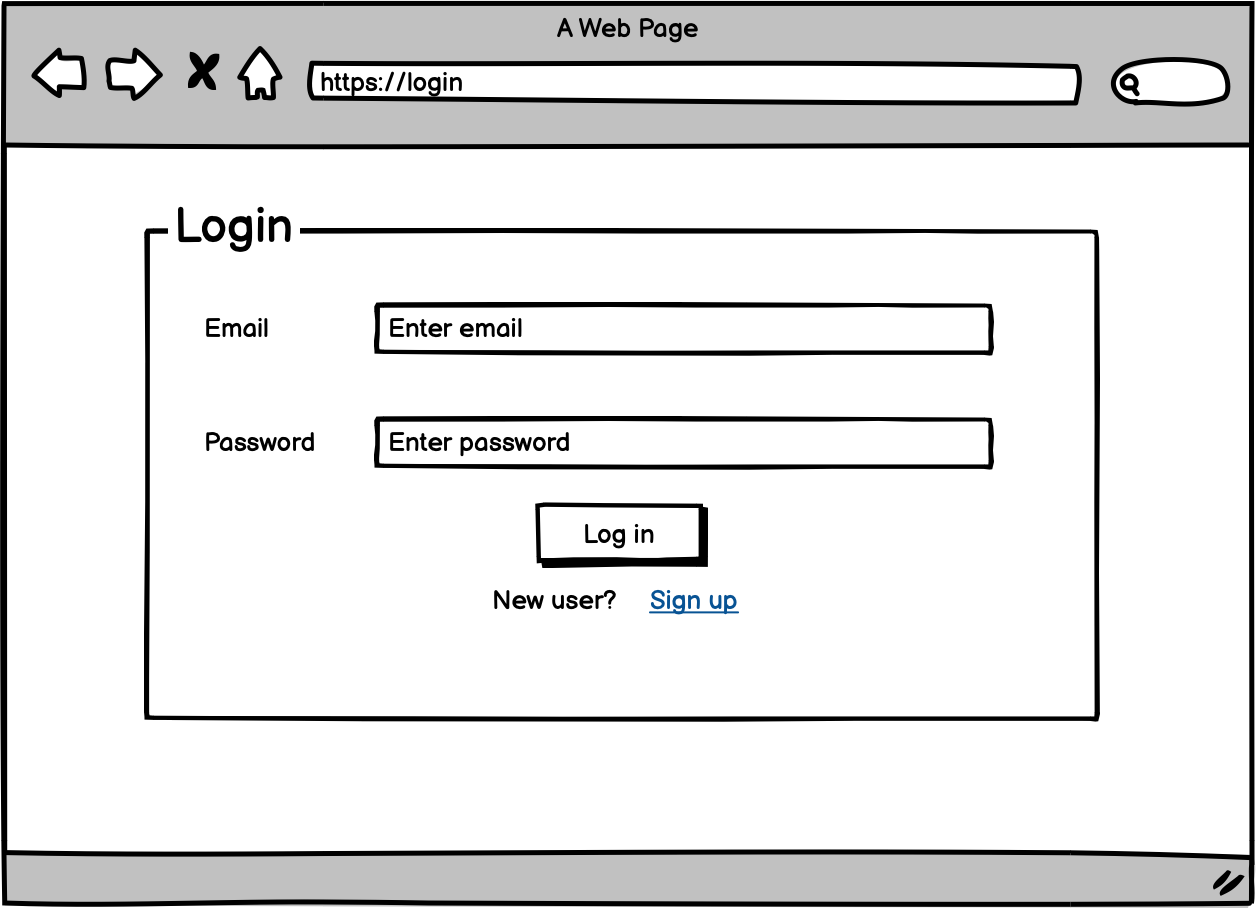 A Web Page
https://login
Login
Email Enter email
Password Enter password
Log in
New user? Sign up